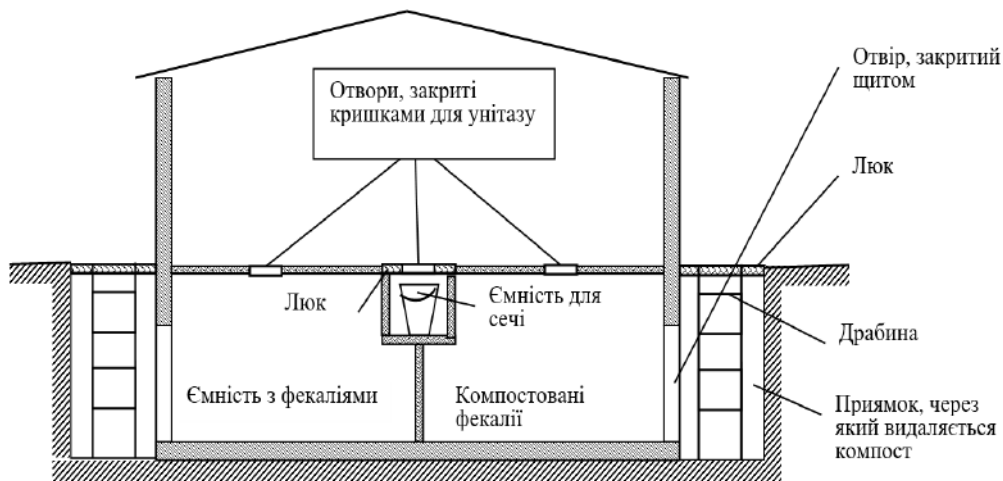 Отвори, закриті
кришками для унітазу
Отвір, закритий
щитом
Люк
Люк
Ємність для
сечі
Драбина
Ємність з фекаліями
Компостовані
фекалії
Приямок, через
який видаляється
компост